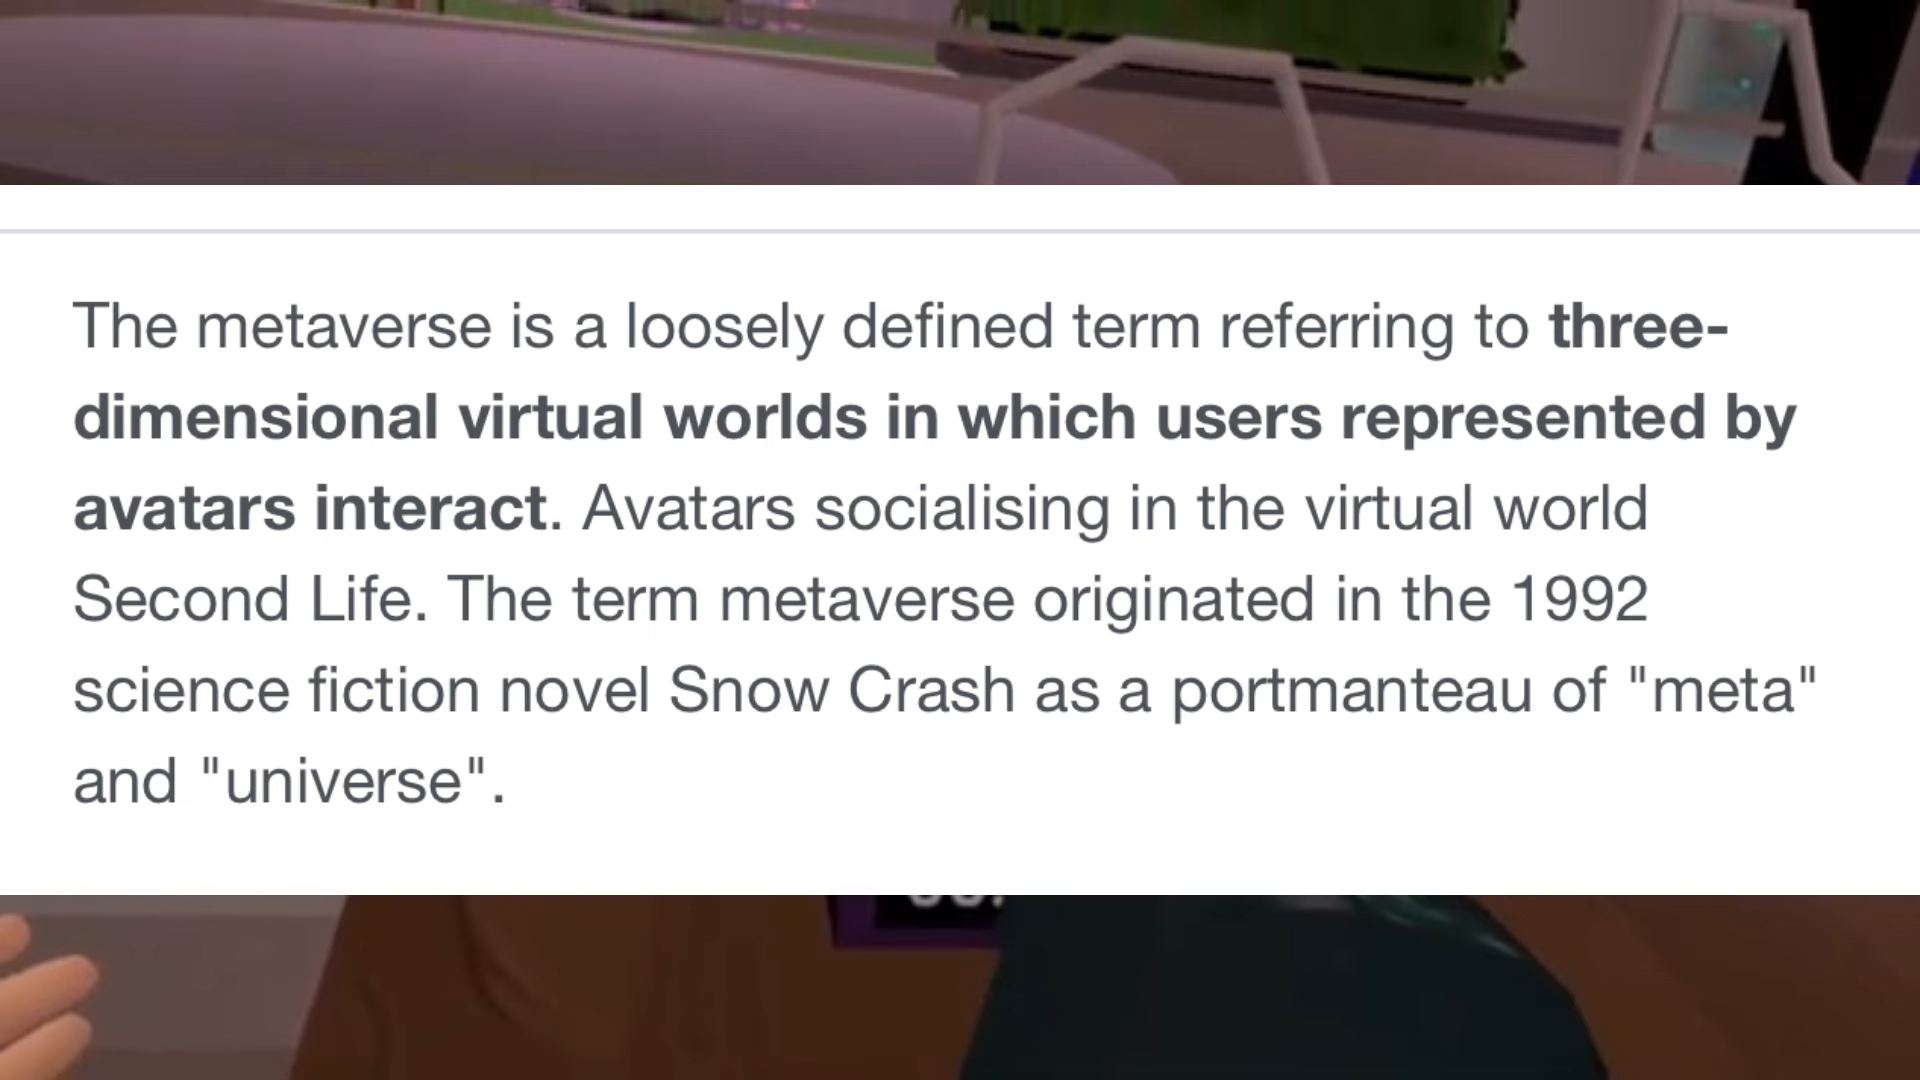 The metaverse is a loosely defined term referring to three-
dimensional virtual worlds in which users represented by
avatars interact. Avatars socialising in the virtual world
Second Life. The term metaverse originated in the 1992
science fiction novel Snow Crash as a portmanteau of "meta"
and "universe".